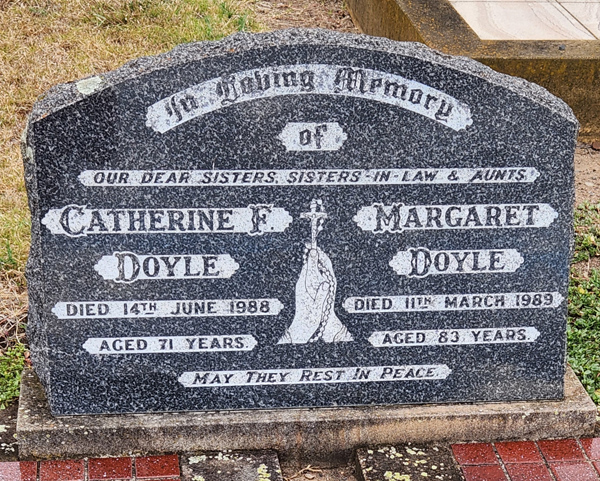 In Loving Memory
of
OUR DEAR SISTERS, SISTERS-IN-LAW & AUNTS
CATHERINE F. DOYLE
DIED 14TH JUNE 1988
AGED 71 YEARS.
MARGARET DOYLE
DIED 11TH MARCH 1989
AGED 83 YEARS.
MAY THEY REST IN PEACE.